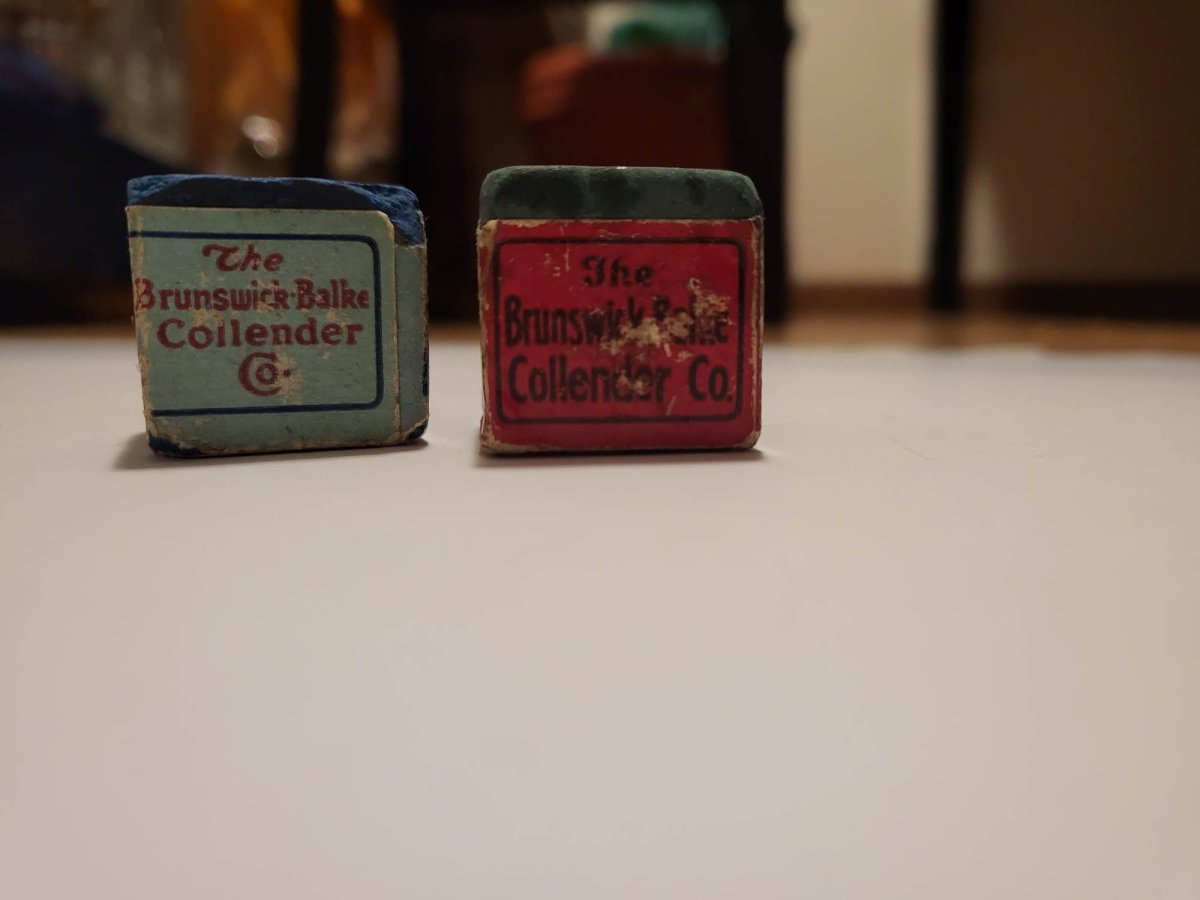 The
Brunswick-Balke
Collender
Co.
The
Brunswick-Balke
Collender Co.